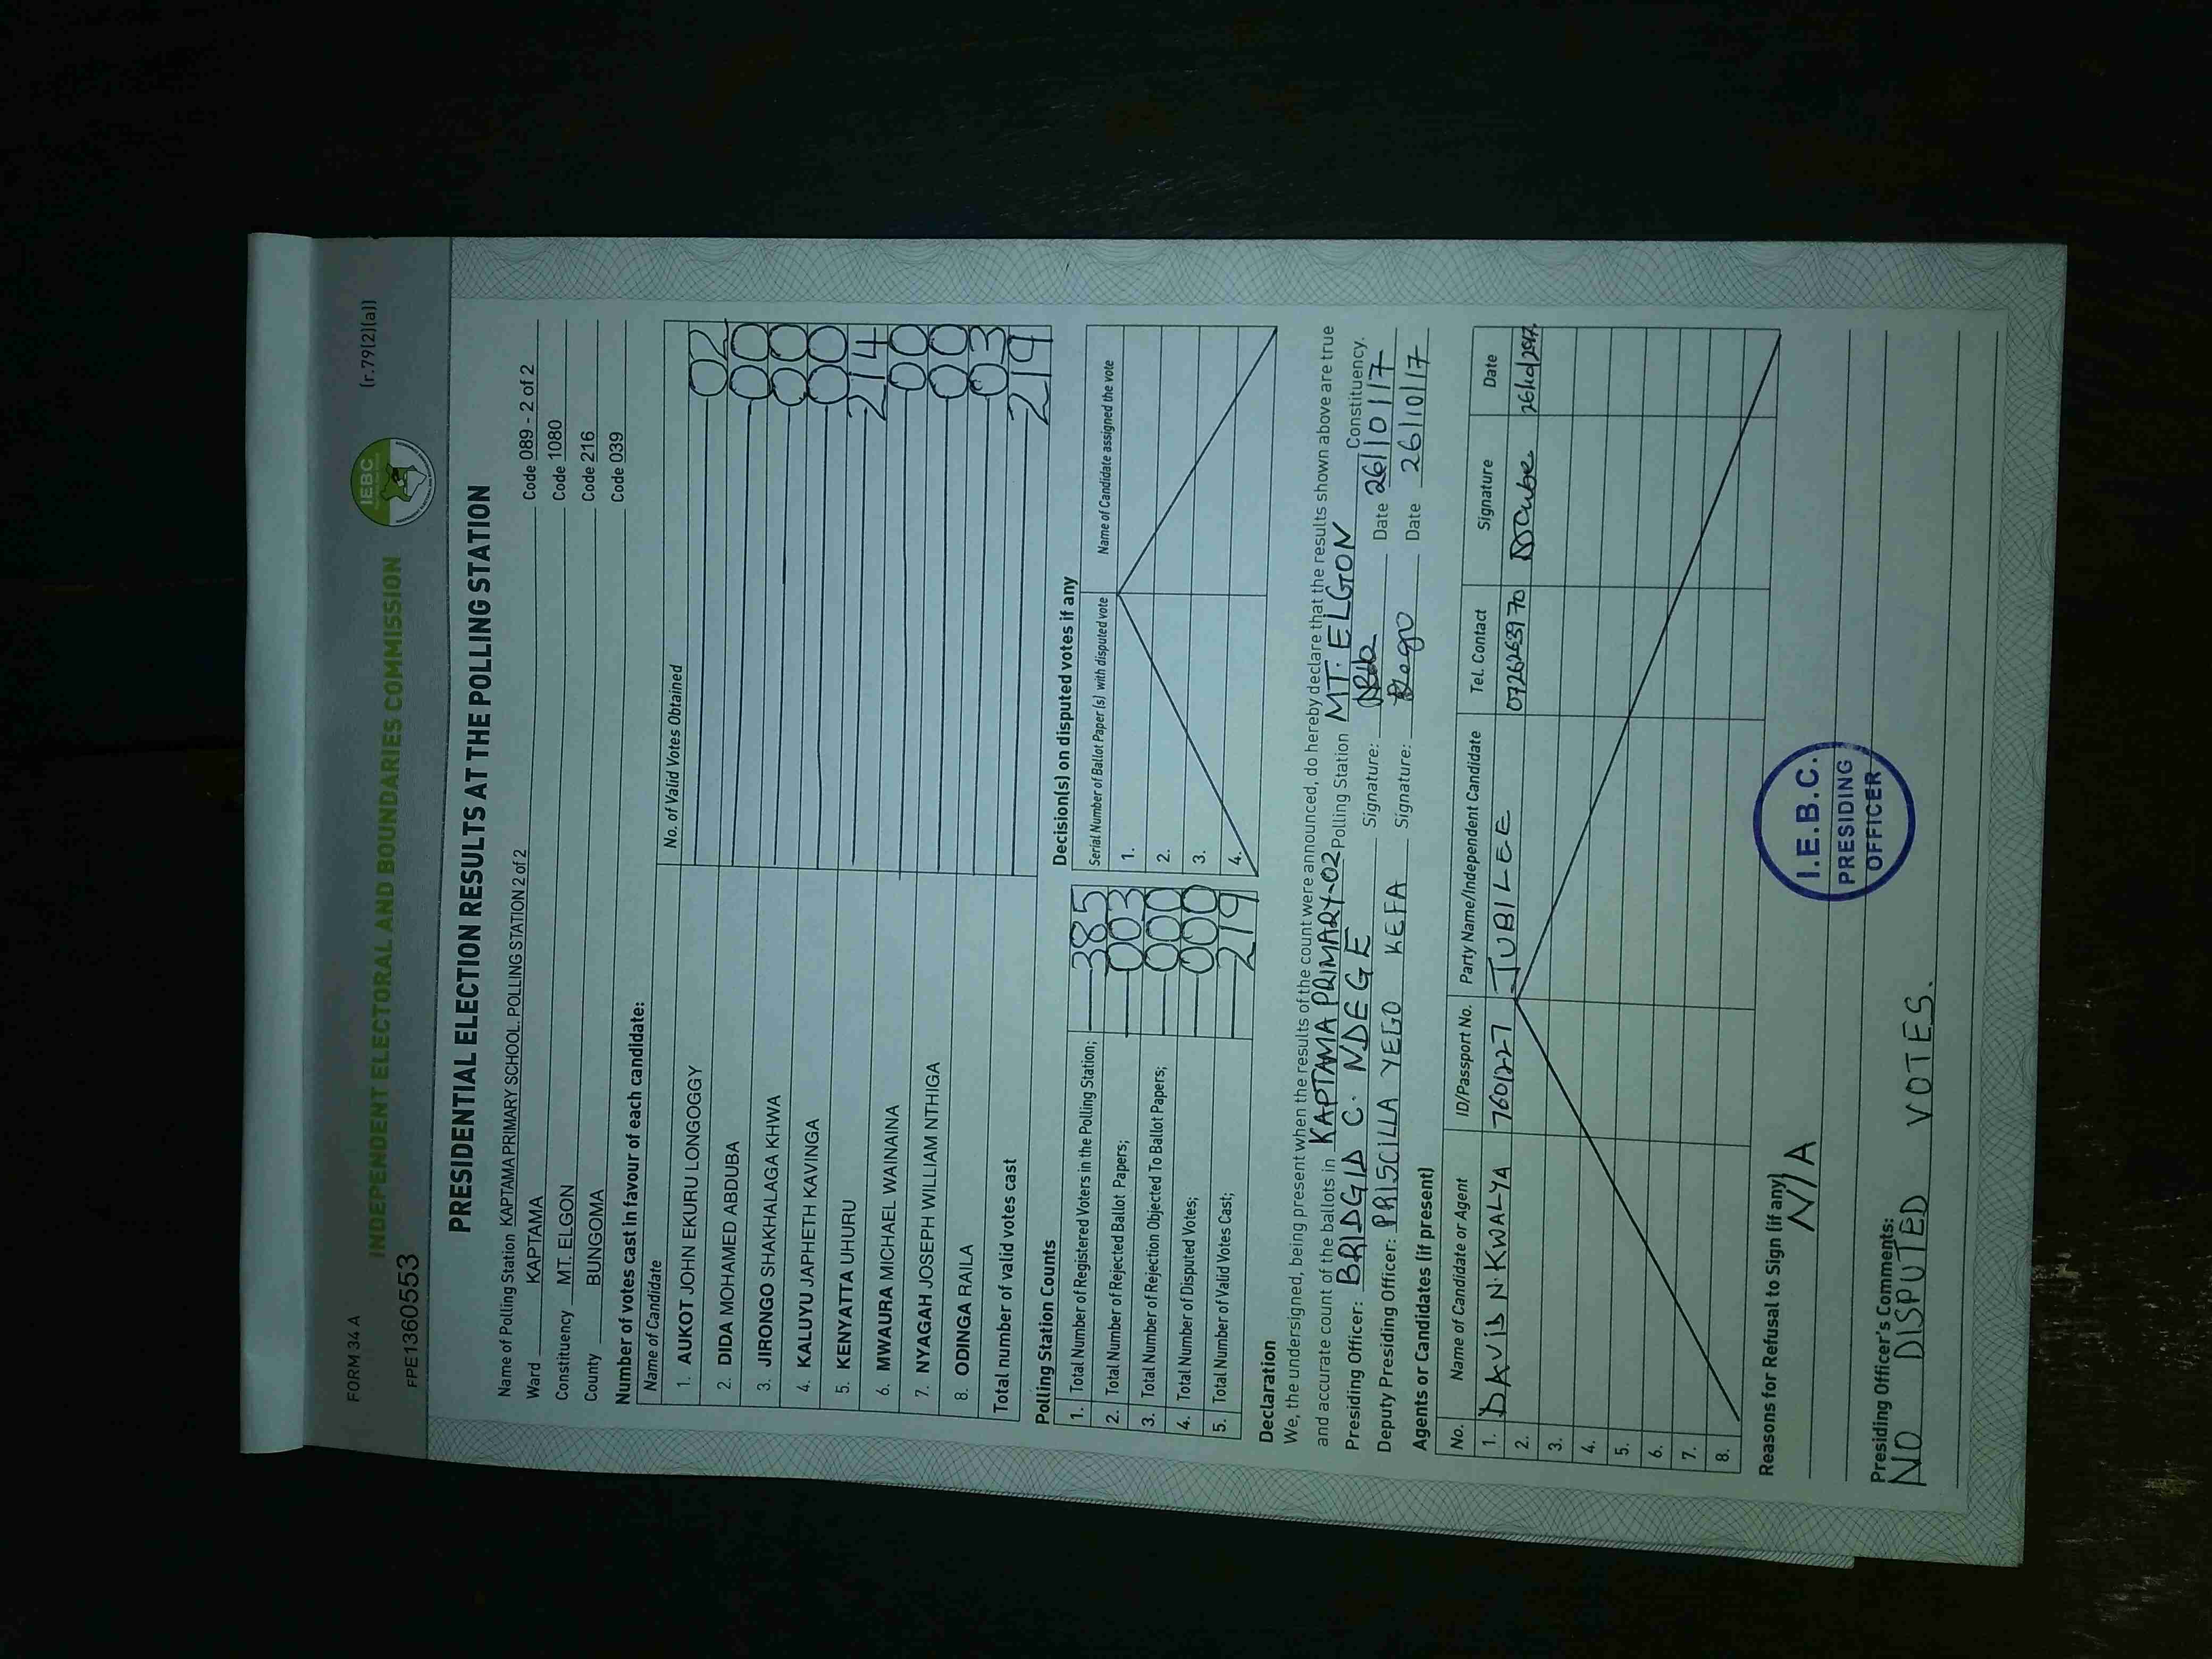 FORM 34 A
(r.79(2)(a))
INDEPENDENT ELECTORAL AND BOUNDARIES COMMISSION
IEBC
FPE1360553
PRESIDENTIAL ELECTION RESULTS AT THE POLLING STATION
Name of Polling Station KAPTAMA PRIMARY SCHOOL. POLLING STATION 2 of 2 Code 089 - 2 of 2
Ward KAPTAMA Code 1080
Constituency MT. ELGON Code 216
County BUNGOMA Code 039
Number of votes cast in favour of each candidate:
Name of Candidate No. of Valid Votes Obtained
1. AUKOT JOHN EKURU LONGOGGY 02
2. DIDA MOHAMED ABDUBA 00
3. JIRONGO SHAKHALAGA KHWA 00
4. KALUYU JAPHETH KAVINGA 00
5. KENYATTA UHURU 214
6. MWAURA MICHAEL WAINAINA 00
7. NYAGAH JOSEPH WILLIAM NTHIGA 00
8. ODINGA RAILA 03
Total number of valid votes cast 219
Polling Station Counts
1. Total Number of Registered Voters in the Polling Station; 385
2. Total Number of Rejected Ballot Papers; 003
3. Total Number of Rejection Objected To Ballot Papers; 000
4. Total Number of Disputed Votes; 000
5. Total Number of Valid Votes Cast; 219
Decision(s) on disputed votes if any
Serial Number of Ballot Paper (s) with disputed vote Name of Candidate assigned the vote
1.
2.
3.
4.
Declaration
We, the undersigned, being present when the results of the count were announced, do hereby declare that the results shown above are true
and accurate count of the ballots in KAPTAMA PRIMARY-02 Polling Station MT. ELGON Constituency.
Presiding Officer: BRIDGID C. NDEGE Signature: Date 26/10/17
Deputy Presiding Officer: PRISCILLA YEGO KEFA Signature: Date 26/10/17
Agents or Candidates (if present)
No. Name of Candidate or Agent ID/Passport No. Party Name/Independent Candidate Tel. Contact Signature Date
1. DAVID N. KWALYA 7601227 JUBILEE 0726263970 26/10/2017
2.
3.
4.
5.
6.
7.
8.
Reasons for Refusal to Sign (if any)
N/A
I.E.B.C.
PRESIDING
OFFICER
Presiding Officer's Comments:
NO DISPUTED VOTES.